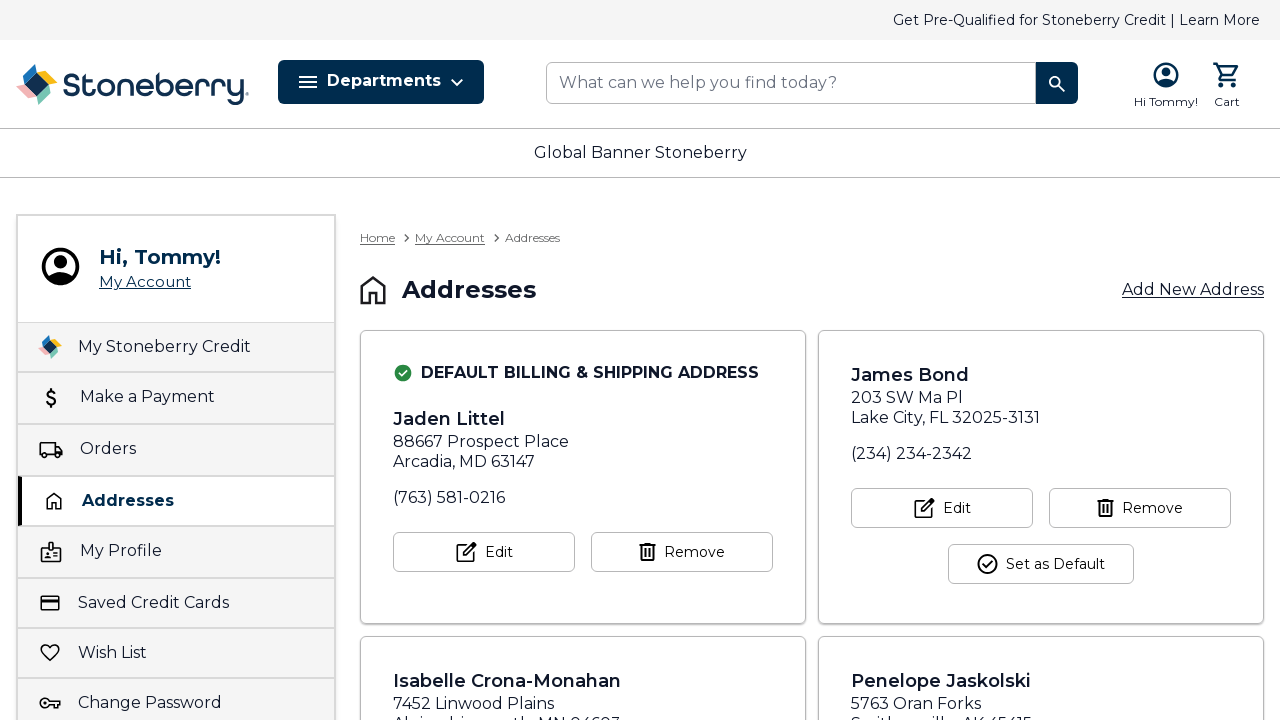 Get Pre-Qualified for Stoneberry Credit | Learn More
Stoneberry
Departments
What can we help you find today?
Hi Tommy!
Cart
Global Banner Stoneberry
Hi, Tommy!
My Account
My Stoneberry Credit
Make a Payment
Orders
Addresses
My Profile
Saved Credit Cards
Wish List
Change Password
Home > My Account > Addresses
Addresses
Add New Address
DEFAULT BILLING & SHIPPING ADDRESS
Jaden Littel
88667 Prospect Place
Arcadia, MD 63147
(763) 581-0216
Edit
Remove
James Bond
203 SW Ma Pl
Lake City, FL 32025-3131
(234) 234-2342
Edit
Remove
Set as Default
Isabelle Crona-Monahan
7452 Linwood Plains
Penelope Jaskolski
5763 Oran Forks